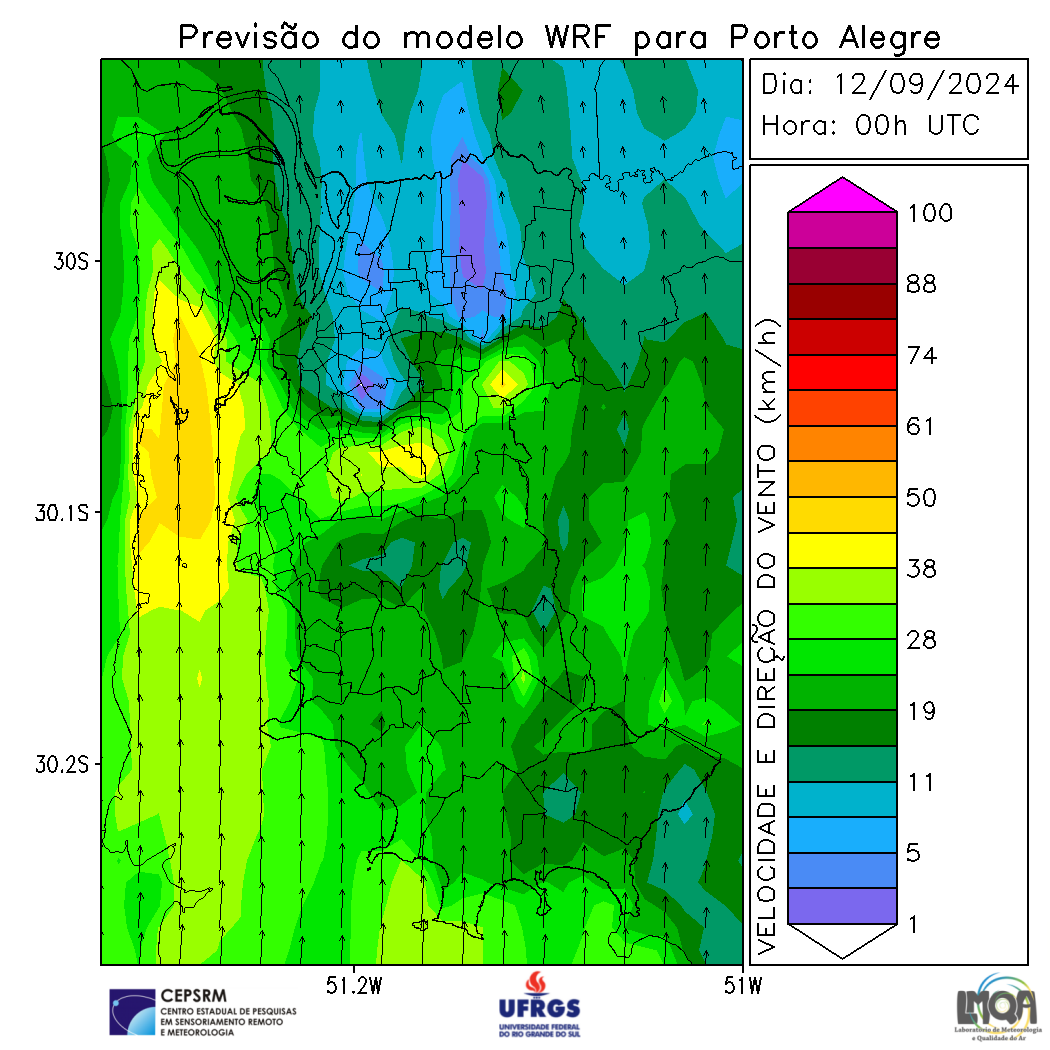 Previsão do modelo WRF para Porto Alegre
Dia: 12/09/2024
Hora: 00h UTC
30S
30.1S
30.2S
51.2W
51W
VELOCIDADE E DIREÇÃO DO VENTO (km/h)
100
88
74
61
50
38
28
19
11
5
1
CEPSRM
CENTRO ESTADUAL DE PESQUISAS
EM SENSORIAMENTO REMOTO
E METEOROLOGIA
UFRGS
UNIVERSIDADE FEDERAL
DO RIO GRANDE DO SUL
LMQA
Laboratório de Meteorologia
e Qualidade do Ar